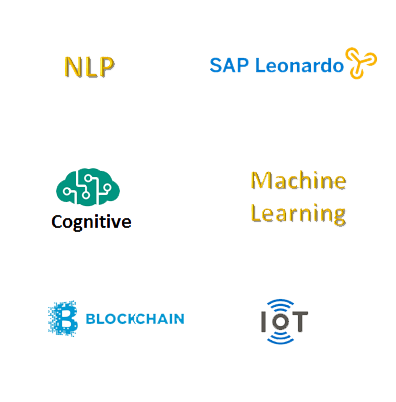 NLP
SAP Leonardo
Cognitive
Machine
Learning
BLOCKCHAIN
IoT